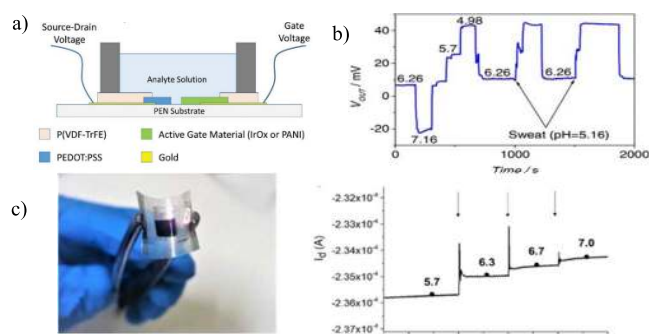 a)
Source-Drain
Voltage
Gate
Voltage
Analyte Solution
PEN Substrate
P(VDF-TrFE)
Active Gate Material (IrOx or PANI)
PEDOT:PSS
Gold
b)
V_OUT / mV
40
20
0
-20
6.26
7.16
5.7
4.98
6.26
6.26
Sweat (pH=5.16)
0
1000
2000
Time / s
c)
I_d (A)
-2.32x10⁻⁴
-2.33x10⁻⁴
-2.34x10⁻⁴
-2.35x10⁻⁴
-2.36x10⁻⁴
-2.37x10⁻⁴
5.7
6.3
6.7
7.0